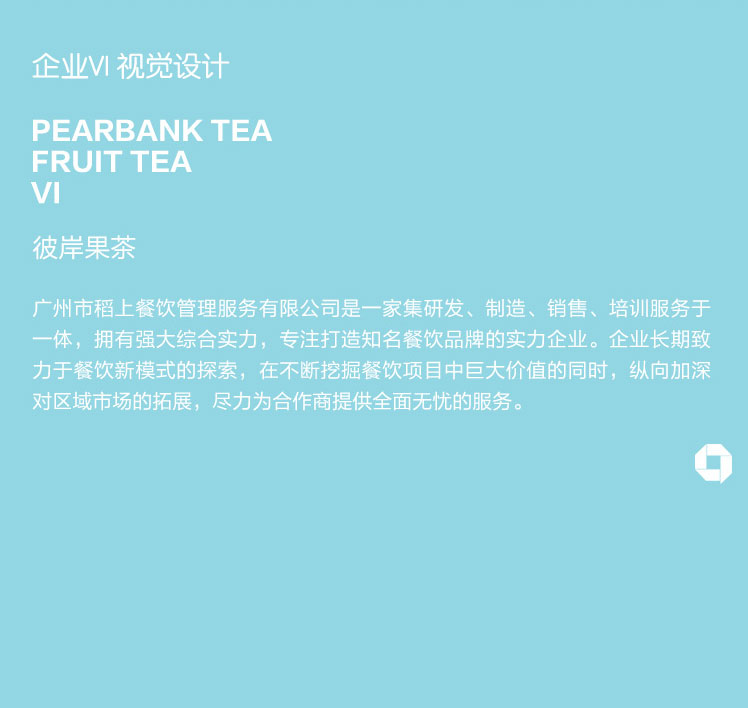 企业VI 视觉设计
PEARBANK TEA
FRUIT TEA
VI
彼岸果茶
广州市稻上餐饮管理服务有限公司是一家集研发、制造、销售、培训服务于
一体，拥有强大综合实力，专注打造知名餐饮品牌的实力企业。企业长期致
力于餐饮新模式的探索，在不断挖掘餐饮项目中巨大价值的同时，纵向加深
对区域市场的拓展，尽力为合作商提供全面无忧的服务。